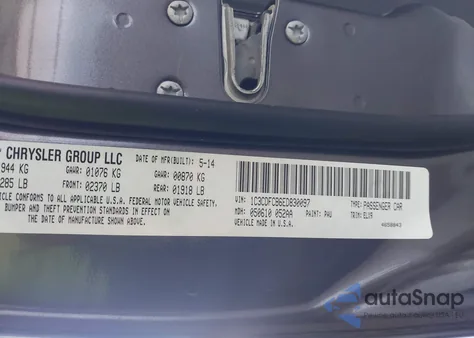 CHRYSLER GROUP LLC
DATE OF MFR(BUILT): 5-14
944 KG GAWR: 01076 KG GAWR: 00870 KG
285 LB FRONT: 02370 LB REAR: 01918 LB
VEHICLE CONFORMS TO ALL APPLICABLE U.S.A. FEDERAL MOTOR VEHICLE SAFETY,
BUMPER AND THEFT PREVENTION STANDARDS IN EFFECT ON
DATE OF MANUFACTURE SHOWN ABOVE.
VIN: 1C3CDFCB6ED830097 TYPE: PASSENGER CAR
MDH: 050610 052AA PAINT: PAU TRIM: ELX9
VEHICLE MADE IN U.S.A.
autoSnap